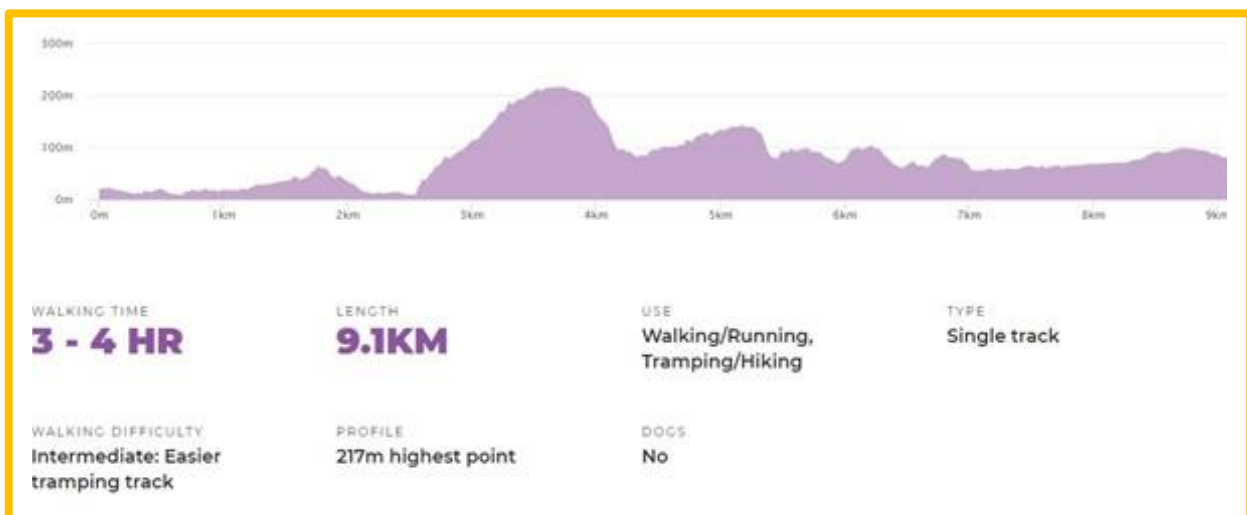 300m
200m
100m
0m
0m 1km 2km 3km 4km 5km 6km 7km 8km 9km
WALKING TIME
3 - 4 HR
LENGTH
9.1KM
USE
Walking/Running,
Tramping/Hiking
TYPE
Single track
WALKING DIFFICULTY
Intermediate: Easier
tramping track
PROFILE
217m highest point
DOGS
No